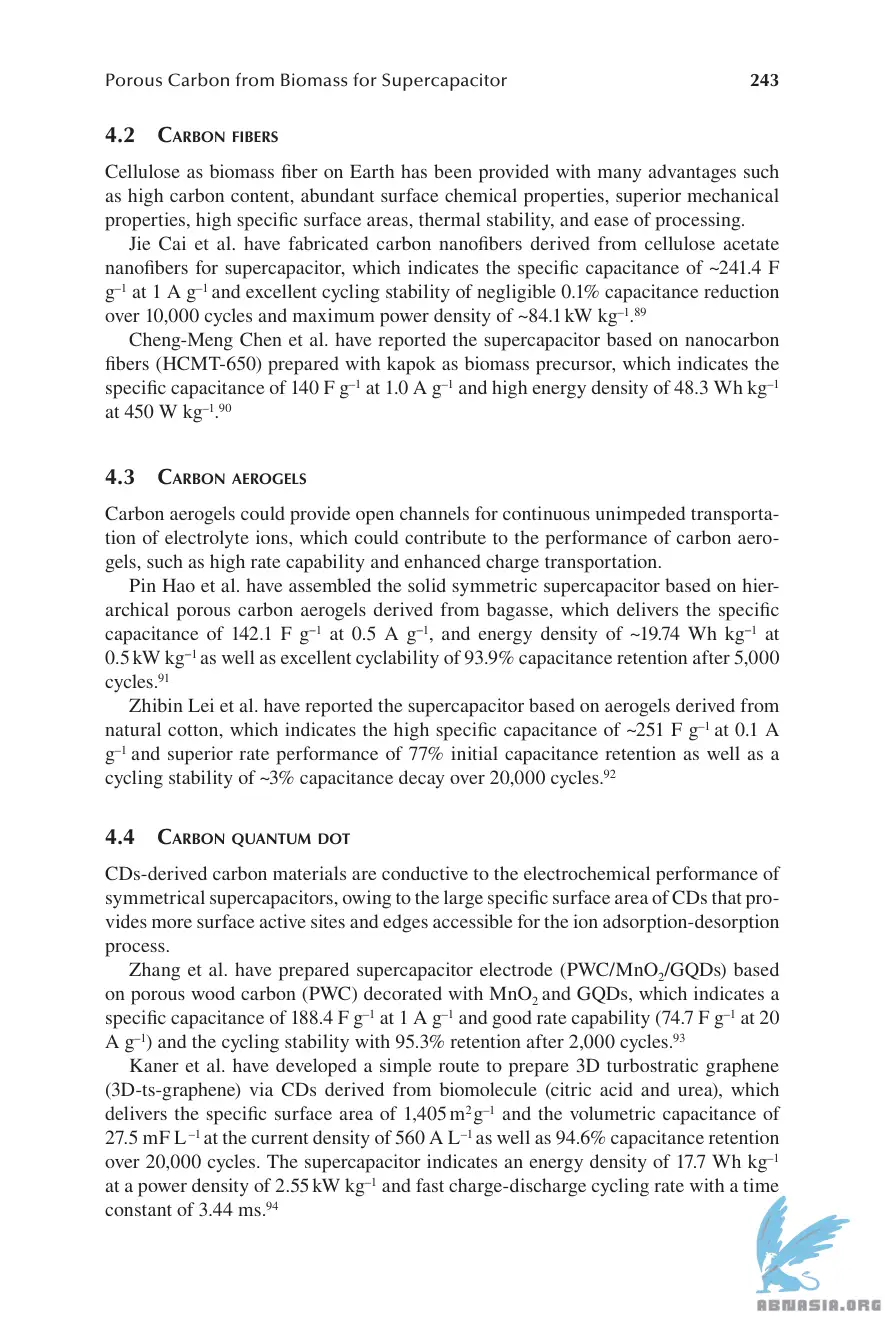 Porous Carbon from Biomass for Supercapacitor 243
4.2 Carbon fibers
Cellulose as biomass fiber on Earth has been provided with many advantages such
as high carbon content, abundant surface chemical properties, superior mechanical
properties, high specific surface areas, thermal stability, and ease of processing.
Jie Cai et al. have fabricated carbon nanofibers derived from cellulose acetate
nanofibers for supercapacitor, which indicates the specific capacitance of ~241.4 F
g–1 at 1 A g–1 and excellent cycling stability of negligible 0.1% capacitance reduction
over 10,000 cycles and maximum power density of ~84.1 kW kg–1.89
Cheng-Meng Chen et al. have reported the supercapacitor based on nanocarbon
fibers (HCMT-650) prepared with kapok as biomass precursor, which indicates the
specific capacitance of 140 F g–1 at 1.0 A g–1 and high energy density of 48.3 Wh kg–1
at 450 W kg–1.90
4.3 Carbon aerogels
Carbon aerogels could provide open channels for continuous unimpeded transporta-
tion of electrolyte ions, which could contribute to the performance of carbon aero-
gels, such as high rate capability and enhanced charge transportation.
Pin Hao et al. have assembled the solid symmetric supercapacitor based on hier-
archical porous carbon aerogels derived from bagasse, which delivers the specific
capacitance of 142.1 F g–1 at 0.5 A g–1, and energy density of ~19.74 Wh kg–1 at
0.5 kW kg–1 as well as excellent cyclability of 93.9% capacitance retention after 5,000
cycles.91
Zhibin Lei et al. have reported the supercapacitor based on aerogels derived from
natural cotton, which indicates the high specific capacitance of ~251 F g–1 at 0.1 A
g–1 and superior rate performance of 77% initial capacitance retention as well as a
cycling stability of ~3% capacitance decay over 20,000 cycles.92
4.4 Carbon quantum dot
CDs-derived carbon materials are conductive to the electrochemical performance of
symmetrical supercapacitors, owing to the large specific surface area of CDs that pro-
vides more surface active sites and edges accessible for the ion adsorption-desorption
process.
Zhang et al. have prepared supercapacitor electrode (PWC/MnO2/GQDs) based
on porous wood carbon (PWC) decorated with MnO2 and GQDs, which indicates a
specific capacitance of 188.4 F g–1 at 1 A g–1 and good rate capability (74.7 F g–1 at 20
A g–1) and the cycling stability with 95.3% retention after 2,000 cycles.93
Kaner et al. have developed a simple route to prepare 3D turbostratic graphene
(3D-ts-graphene) via CDs derived from biomolecule (citric acid and urea), which
delivers the specific surface area of 1,405 m2 g–1 and the volumetric capacitance of
27.5 mF L–1 at the current density of 560 A L–1 as well as 94.6% capacitance retention
over 20,000 cycles. The supercapacitor indicates an energy density of 17.7 Wh kg–1
at a power density of 2.55 kW kg–1 and fast charge-discharge cycling rate with a time
constant of 3.44 ms.94
ABNASIA.ORG